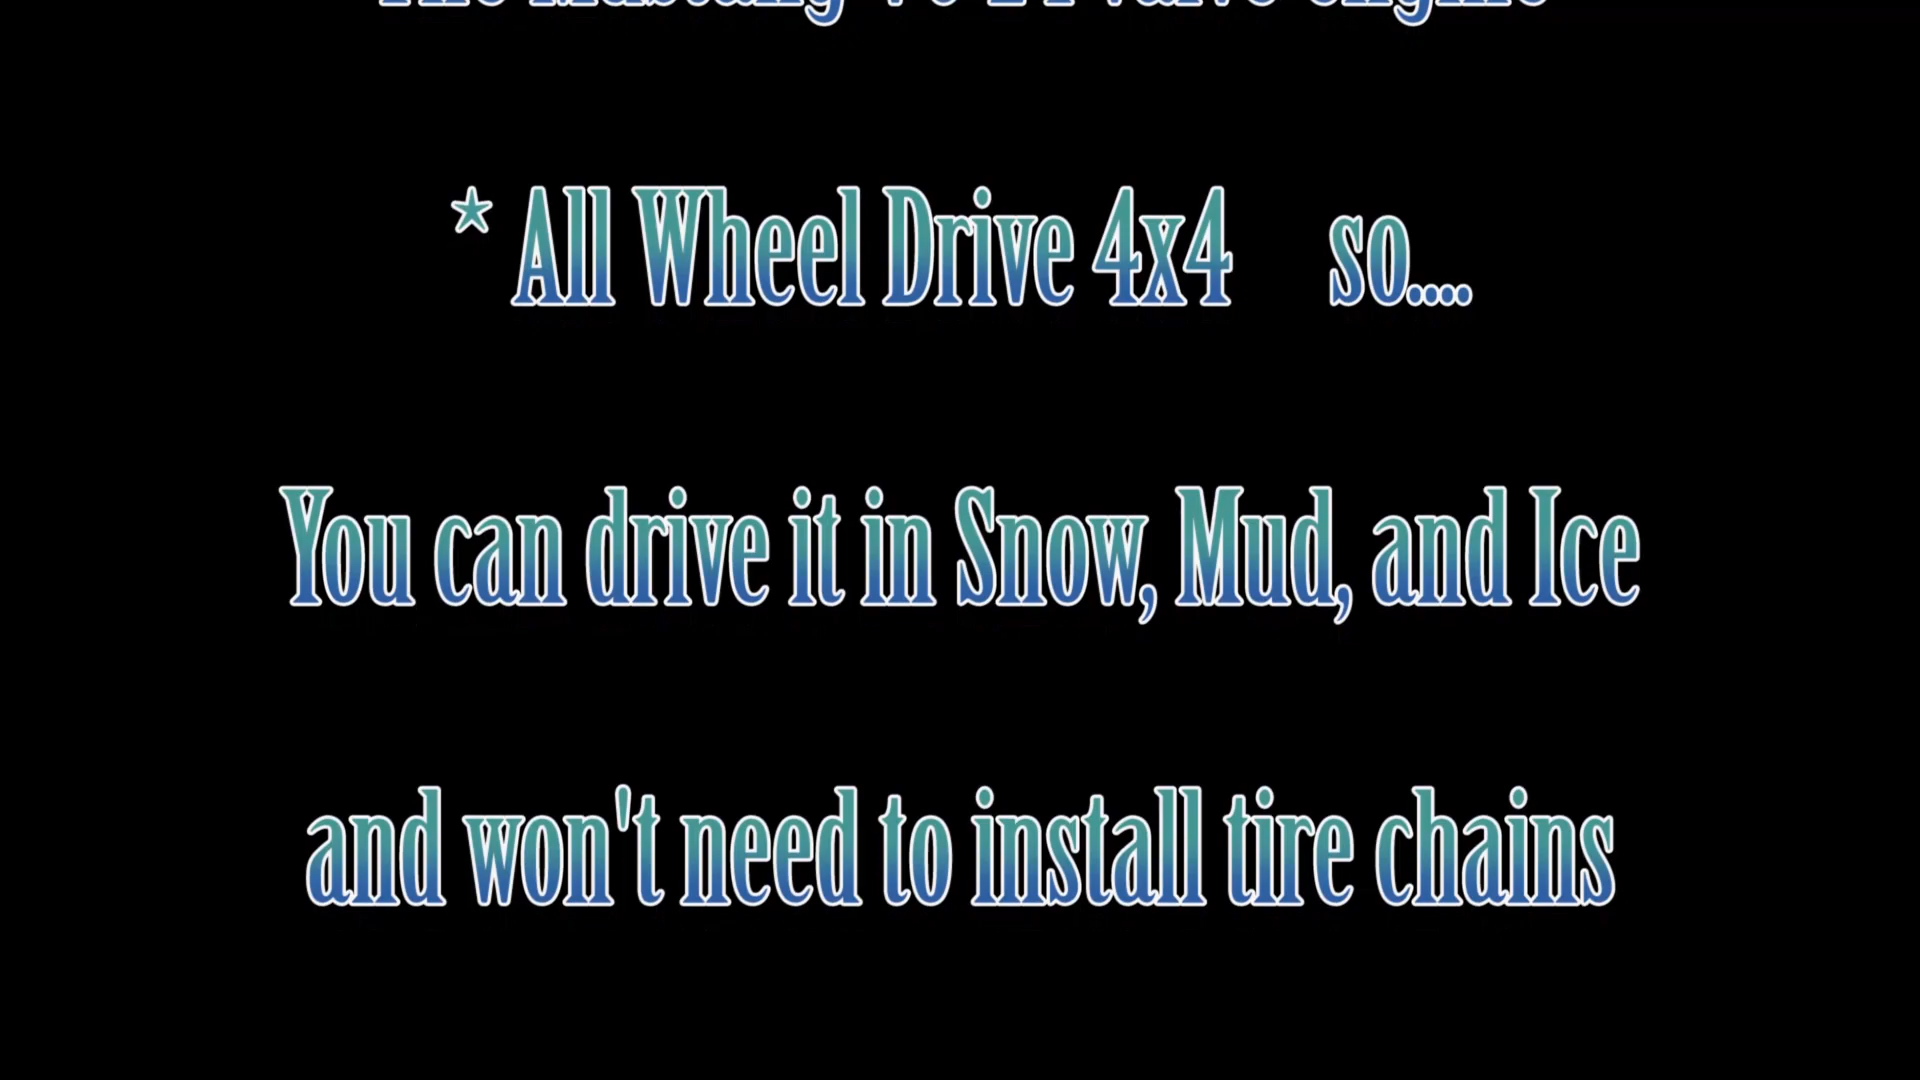 * All Wheel Drive 4x4 so....
You can drive it in Snow, Mud, and Ice
and won't need to install tire chains